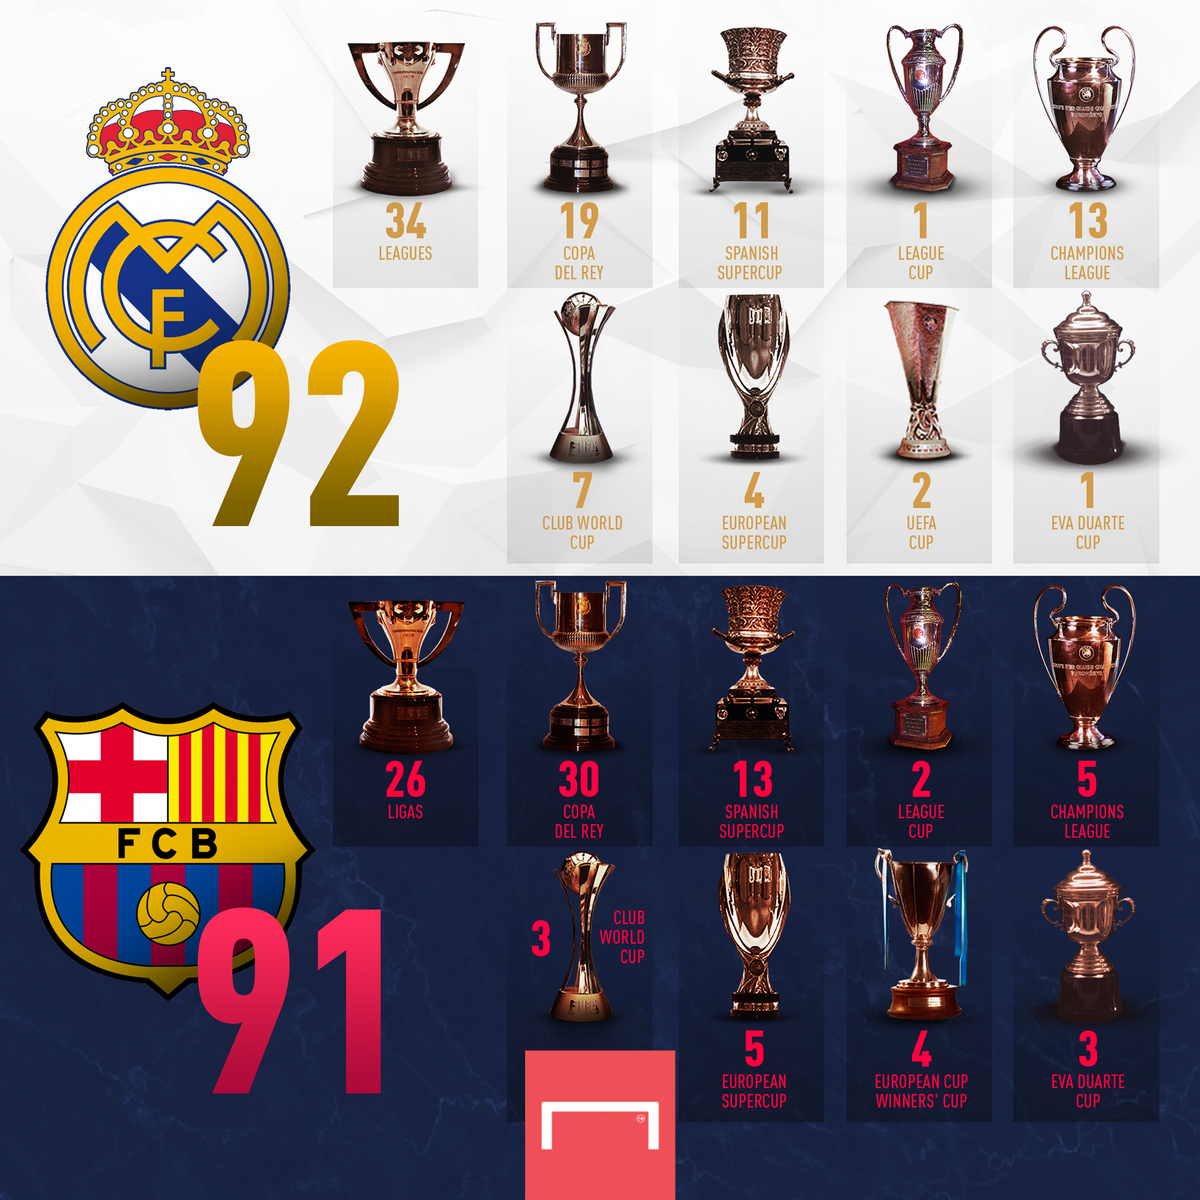 34
LEAGUES
19
COPA
DEL REY
11
SPANISH
SUPERCUP
1
LEAGUE
CUP
13
CHAMPIONS
LEAGUE
92
7
CLUB WORLD
CUP
4
EUROPEAN
SUPERCUP
2
UEFA
CUP
1
EVA DUARTE
CUP
26
LIGAS
30
COPA
DEL REY
13
SPANISH
SUPERCUP
2
LEAGUE
CUP
5
CHAMPIONS
LEAGUE
FCB
91
3
CLUB
WORLD
CUP
FIFA
5
EUROPEAN
SUPERCUP
4
EUROPEAN CUP
WINNERS' CUP
3
EVA DUARTE
CUP